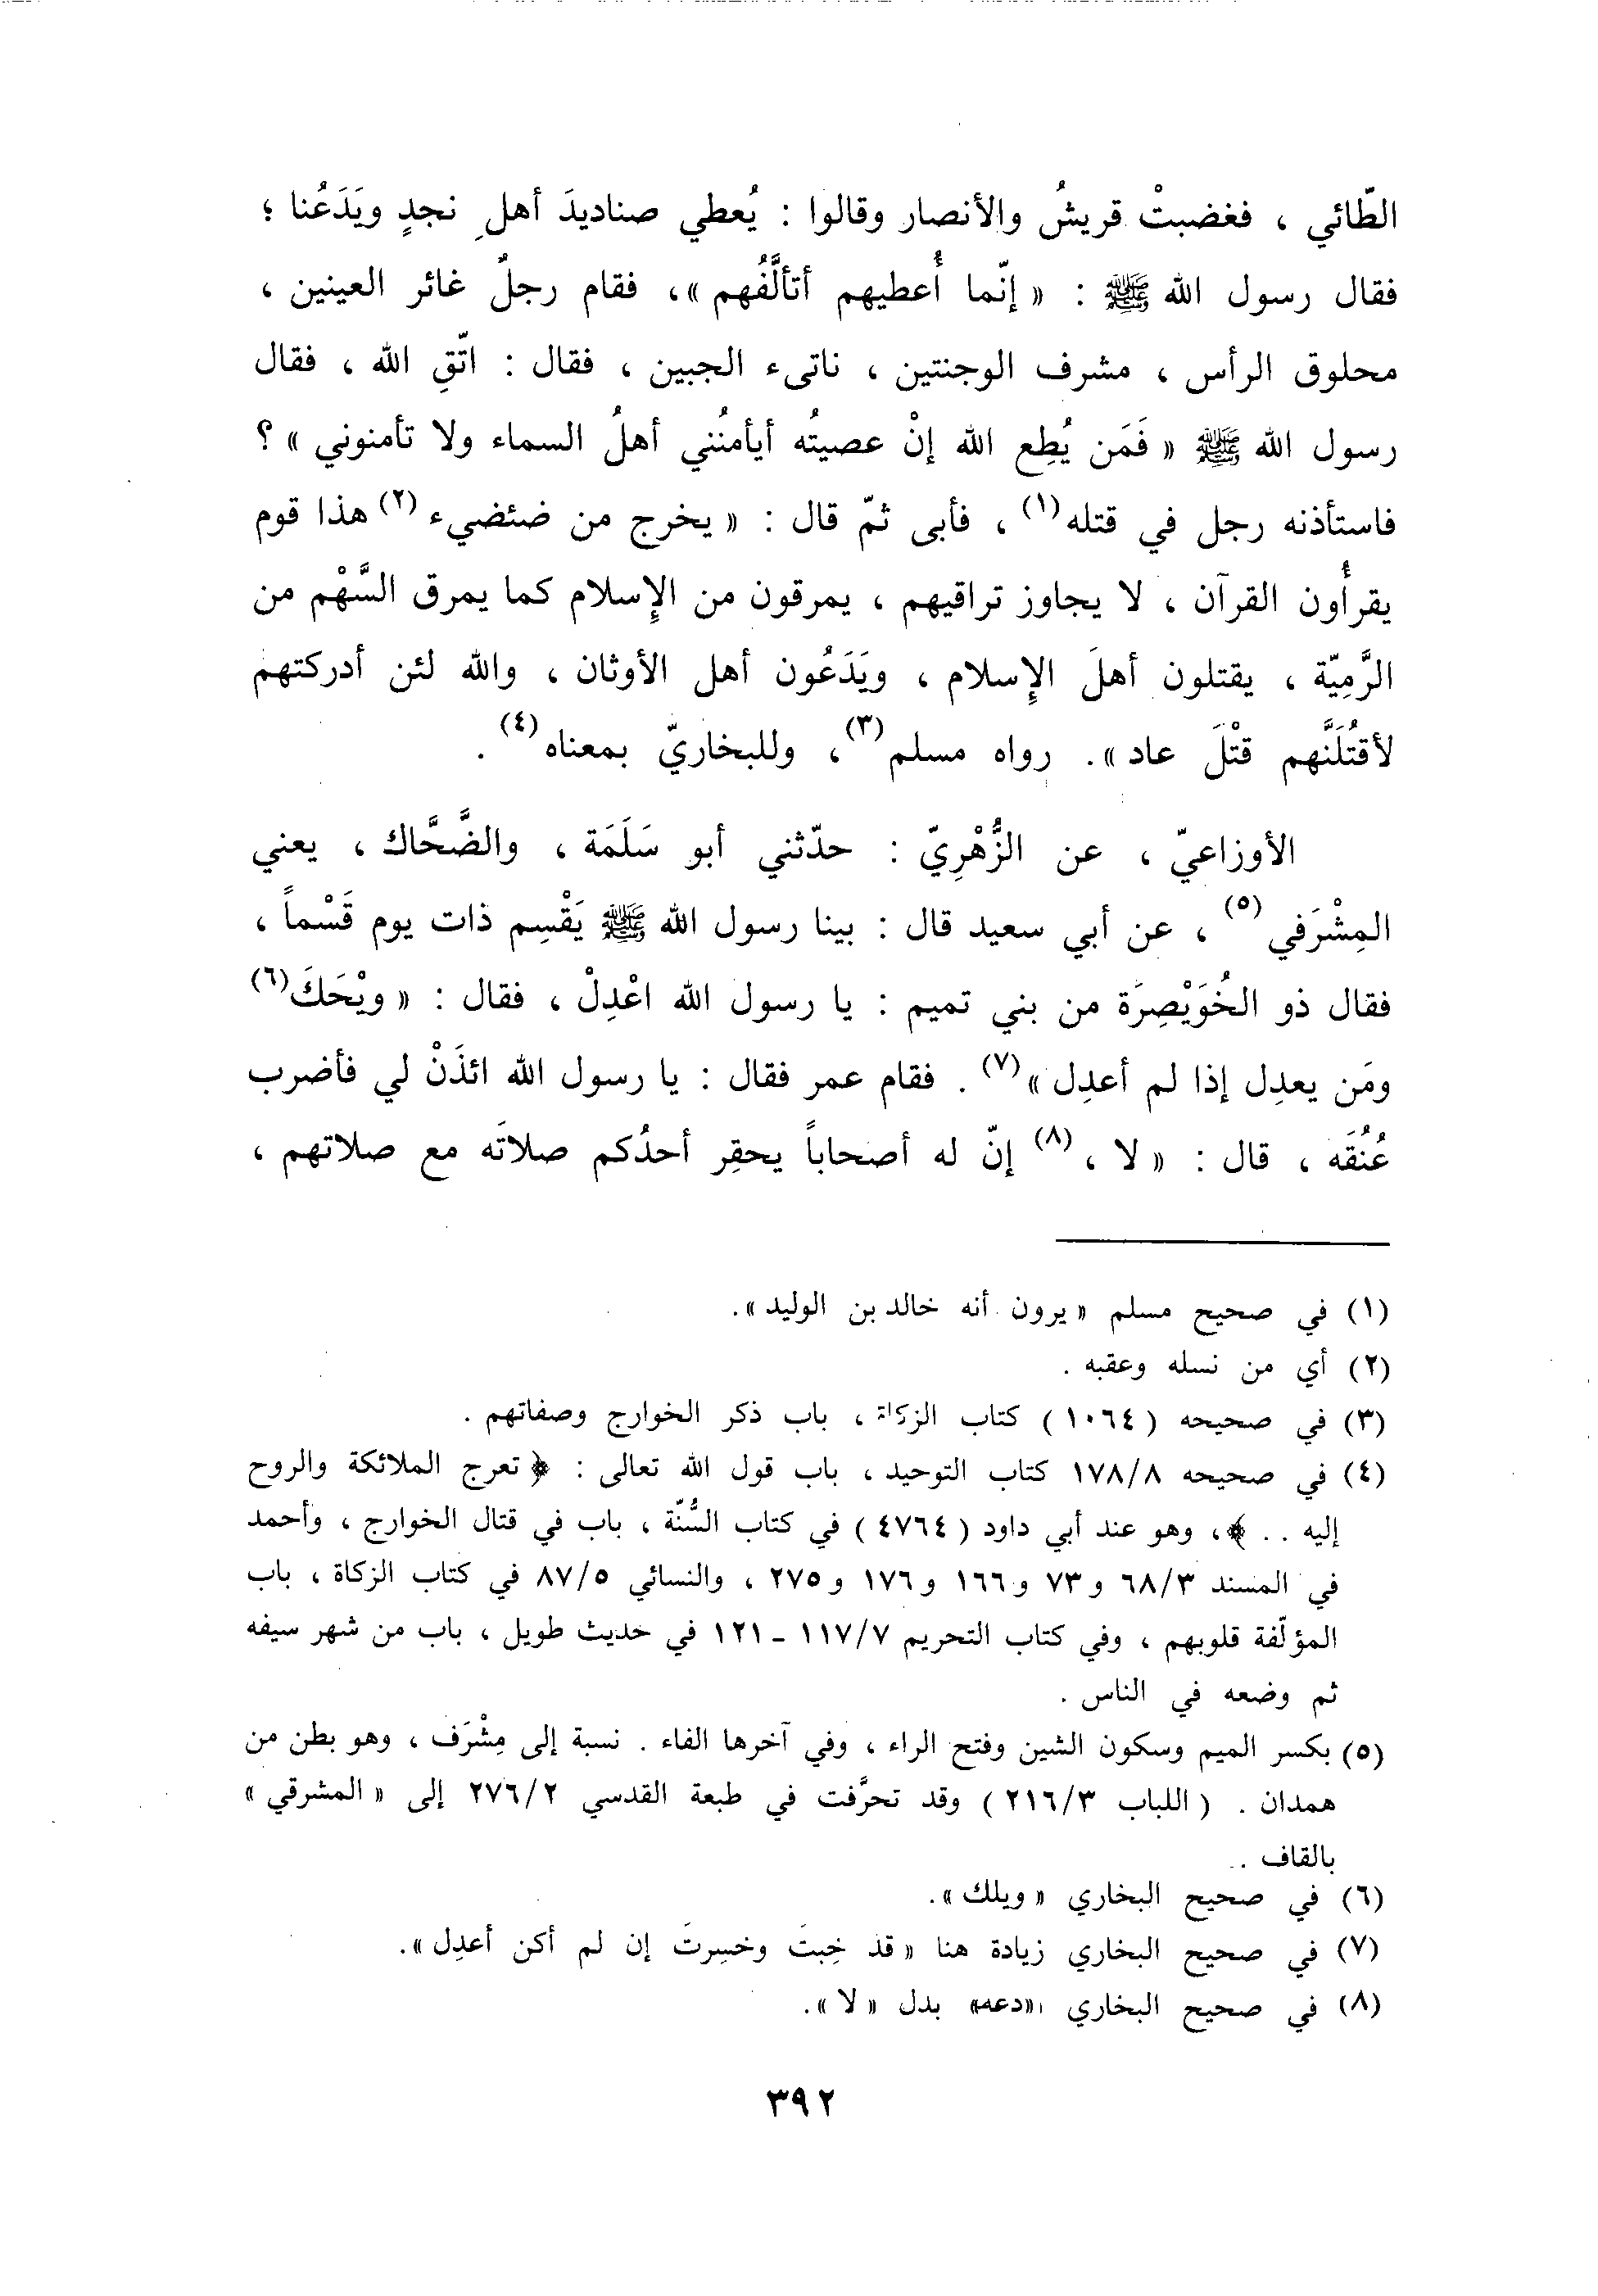 الطّائي ، فغضبتْ قريشُ والأنصار وقالوا : يُعطي صناديدَ أهلِ نجدٍ ويَدَعُنا ؛
فقال رسول الله ﷺ : « إنّما أُعطيهم أتألَّفُهم »، فقام رجلٌ غائر العينين ،
محلوق الرأس ، مشرف الوجنتين ، ناتىء الجبين ، فقال : اتّقِ الله ، فقال
رسول الله ﷺ « فَمَن يُطِع الله إنْ عصيتُه أيأمنُني أهلُ السماء ولا تأمنوني » ؟
فاستأذنه رجل في قتله(١) ، فأبى ثمّ قال : « يخرج من ضئضيء (٢) هذا قوم
يقرأُون القرآن ، لا يجاوز تراقيهم ، يمرقون من الإِسلام كما يمرق السَّهْم من
الرَّمِيّة ، يقتلون أهلَ الإِسلام ، ويَدَعُون أهل الأوثان ، والله لئن أدركتهم
لأقتُلَنَّهم قتْلَ عاد ». رواه مسلم(٣)، وللبخاريّ بمعناه(٤) .
الأوزاعيّ ، عن الزُّهْرِيّ : حدّثني أبو سَلَمَة ، والضَّحَّاك ، يعني
المِشْرَفي (٥) ، عن أبي سعيد قال : بينا رسول الله ﷺ يَقْسِم ذات يوم قَسْماً ،
فقال ذو الخُوَيْصِرَة من بني تميم : يا رسول الله اعْدِلْ ، فقال : « ويْحَكَ(٦)
ومَن يعدِل إذا لم أعدِل »(٧) . فقام عمر فقال : يا رسول الله ائذَنْ لي فأضرب
عُنُقَه ، قال : « لا ،(٨) إنّ له أصحاباً يحقِر أحدُكم صلاتَه مع صلاتهم ،
(١) في صحيح مسلم « يرون أنه خالد بن الوليد ».
(٢) أي من نسله وعقبه .
(٣) في صحيحه ( ١٠٦٤ ) كتاب الزكاة ، باب ذكر الخوارج وصفاتهم .
(٤) في صحيحه ١٧٨/٨ كتاب التوحيد ، باب قول الله تعالى : ﴿ تعرج الملائكة والروح
إليه . . ﴾، وهو عند أبي داود ( ٤٧٦٤ ) في كتاب السُّنّة ، باب في قتال الخوارج ، وأحمد
في المسند ٦٨/٣ و٧٣ و١٦٦ و١٧٦ و٢٧٥ ، والنسائي ٨٧/٥ في كتاب الزكاة ، باب
المؤلّفة قلوبهم ، وفي كتاب التحريم ١١٧/٧ - ١٢١ في حديث طويل ، باب من شهر سيفه
ثم وضعه في الناس .
(٥) بكسر الميم وسكون الشين وفتح الراء ، وفي آخرها الفاء . نسبة إلى مِشْرَف ، وهو بطن من
همدان . ( اللباب ٢١٦/٣ ) وقد تحرَّفت في طبعة القدسي ٢٧٦/٢ إلى « المشرقي »
بالقاف .
(٦) في صحيح البخاري « ويلك ».
(٧) في صحيح البخاري زيادة هنا « قد خِبتَ وخسِرتَ إن لم أكن أعدِل ».
(٨) في صحيح البخاري «دعه» بدل « لا ».
٣٩٢